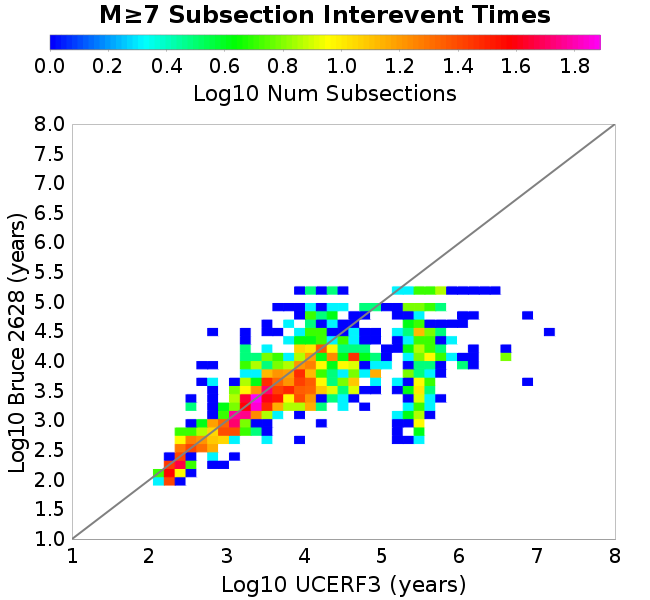 M≥7 Subsection Interevent Times
0.0 0.2 0.4 0.6 0.8 1.0 1.2 1.4 1.6 1.8
Log10 Num Subsections
Log10 Bruce 2628 (years)
8.0
7.5
7.0
6.5
6.0
5.5
5.0
4.5
4.0
3.5
3.0
2.5
2.0
1.5
1.0
1 2 3 4 5 6 7 8
Log10 UCERF3 (years)